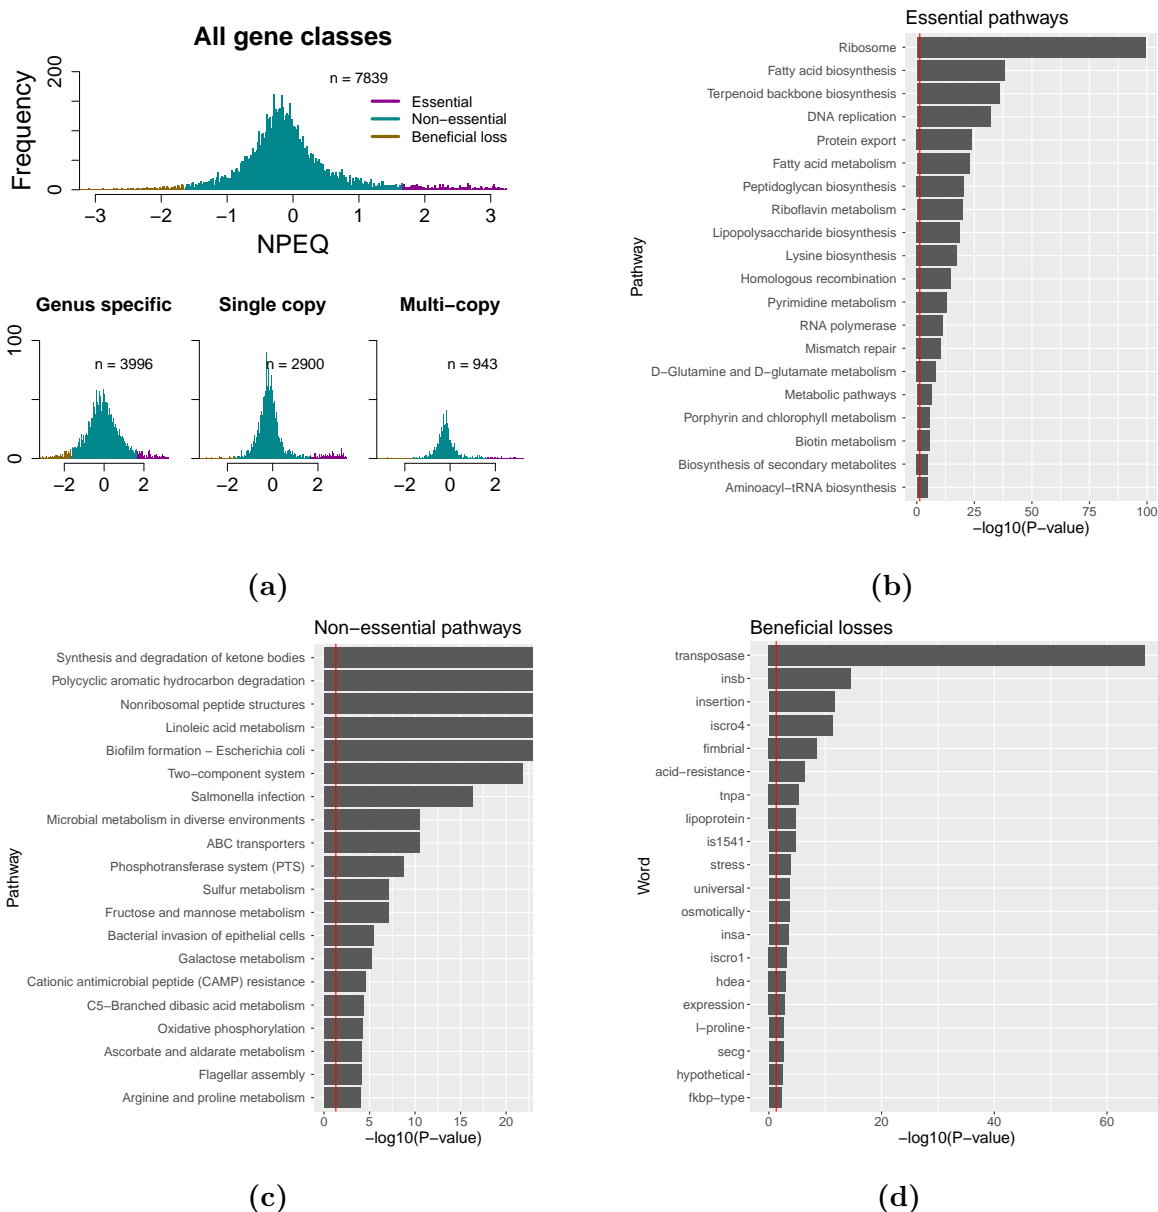 All gene classes
200
100
0
Frequency
n = 7839
Essential
Non−essential
Beneficial loss
−3 −2 −1 0 1 2 3
NPEQ
Genus specific
Single copy
Multi−copy
100
0
n = 3996
n = 2900
n = 943
−2 0 2
−2 0 2
−2 0 2
(a)
Essential pathways
Pathway
Ribosome
Fatty acid biosynthesis
Terpenoid backbone biosynthesis
DNA replication
Protein export
Fatty acid metabolism
Peptidoglycan biosynthesis
Riboflavin metabolism
Lipopolysaccharide biosynthesis
Lysine biosynthesis
Homologous recombination
Pyrimidine metabolism
RNA polymerase
Mismatch repair
D−Glutamine and D−glutamate metabolism
Metabolic pathways
Porphyrin and chlorophyll metabolism
Biotin metabolism
Biosynthesis of secondary metabolites
Aminoacyl−tRNA biosynthesis
0 25 50 75 100
−log10(P−value)
(b)
Non−essential pathways
Pathway
Synthesis and degradation of ketone bodies
Polycyclic aromatic hydrocarbon degradation
Nonribosomal peptide structures
Linoleic acid metabolism
Biofilm formation − Escherichia coli
Two−component system
Salmonella infection
Microbial metabolism in diverse environments
ABC transporters
Phosphotransferase system (PTS)
Sulfur metabolism
Fructose and mannose metabolism
Bacterial invasion of epithelial cells
Galactose metabolism
Cationic antimicrobial peptide (CAMP) resistance
C5−Branched dibasic acid metabolism
Oxidative phosphorylation
Ascorbate and aldarate metabolism
Flagellar assembly
Arginine and proline metabolism
0 5 10 15 20
−log10(P−value)
(c)
Beneficial losses
Word
transposase
insb
insertion
iscro4
fimbrial
acid−resistance
tnpa
lipoprotein
is1541
stress
universal
osmotically
insa
iscro1
hdea
expression
l−proline
secg
hypothetical
fkbp−type
0 20 40 60
−log10(P−value)
(d)